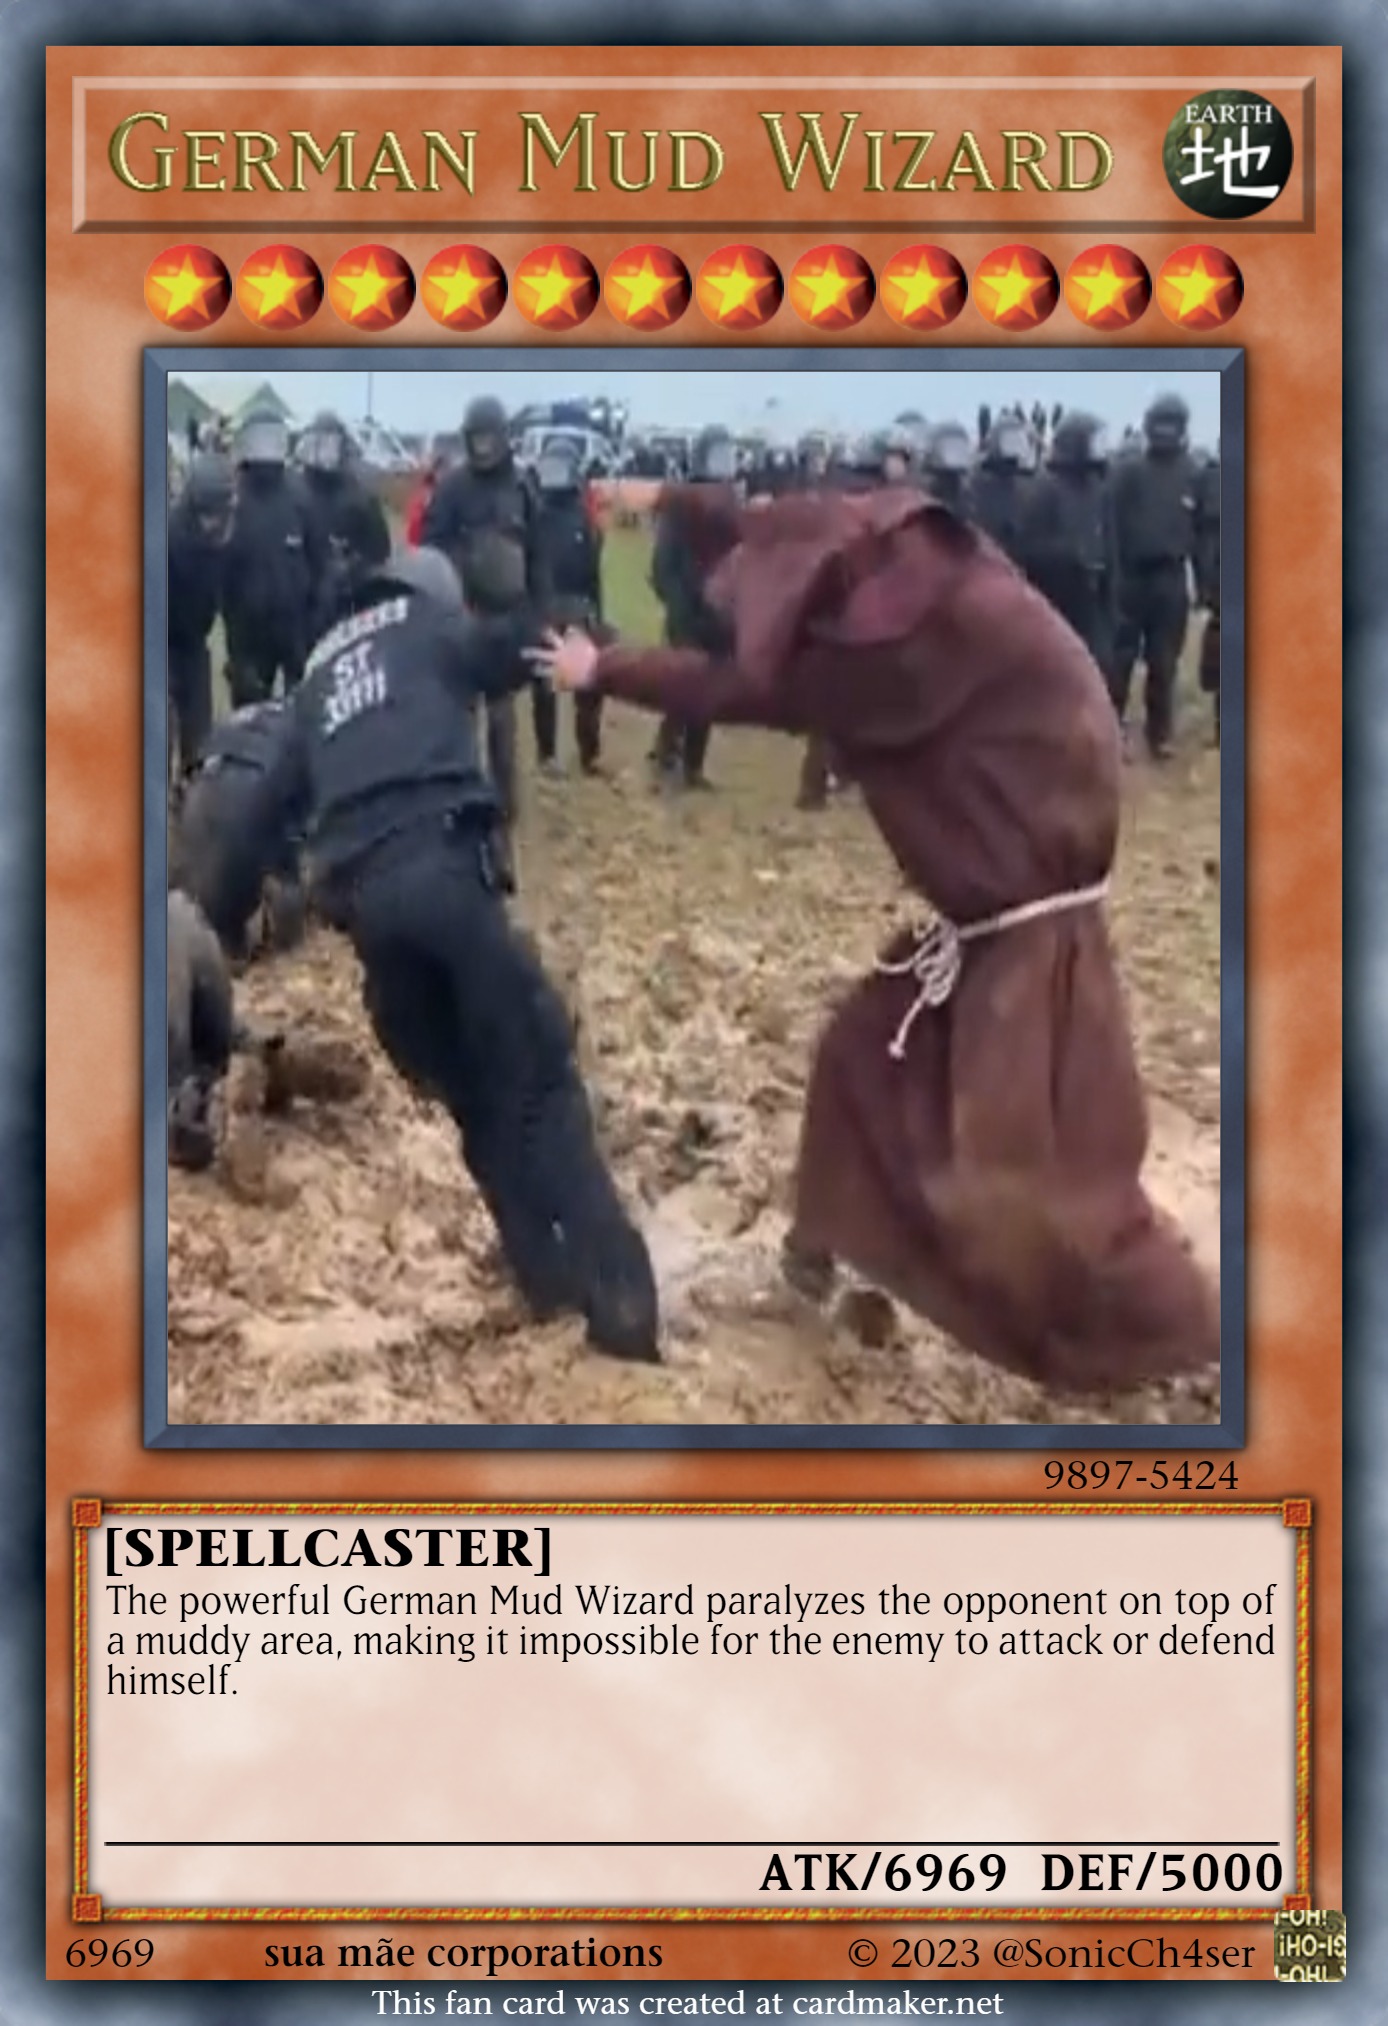 GERMAN MUD WIZARD
EARTH
地
9897-5424
[SPELLCASTER]
The powerful German Mud Wizard paralyzes the opponent on top of
a muddy area, making it impossible for the enemy to attack or defend
himself.
ATK/6969 DEF/5000
6969 sua mãe corporations © 2023 @SonicCh4ser
This fan card was created at cardmaker.net